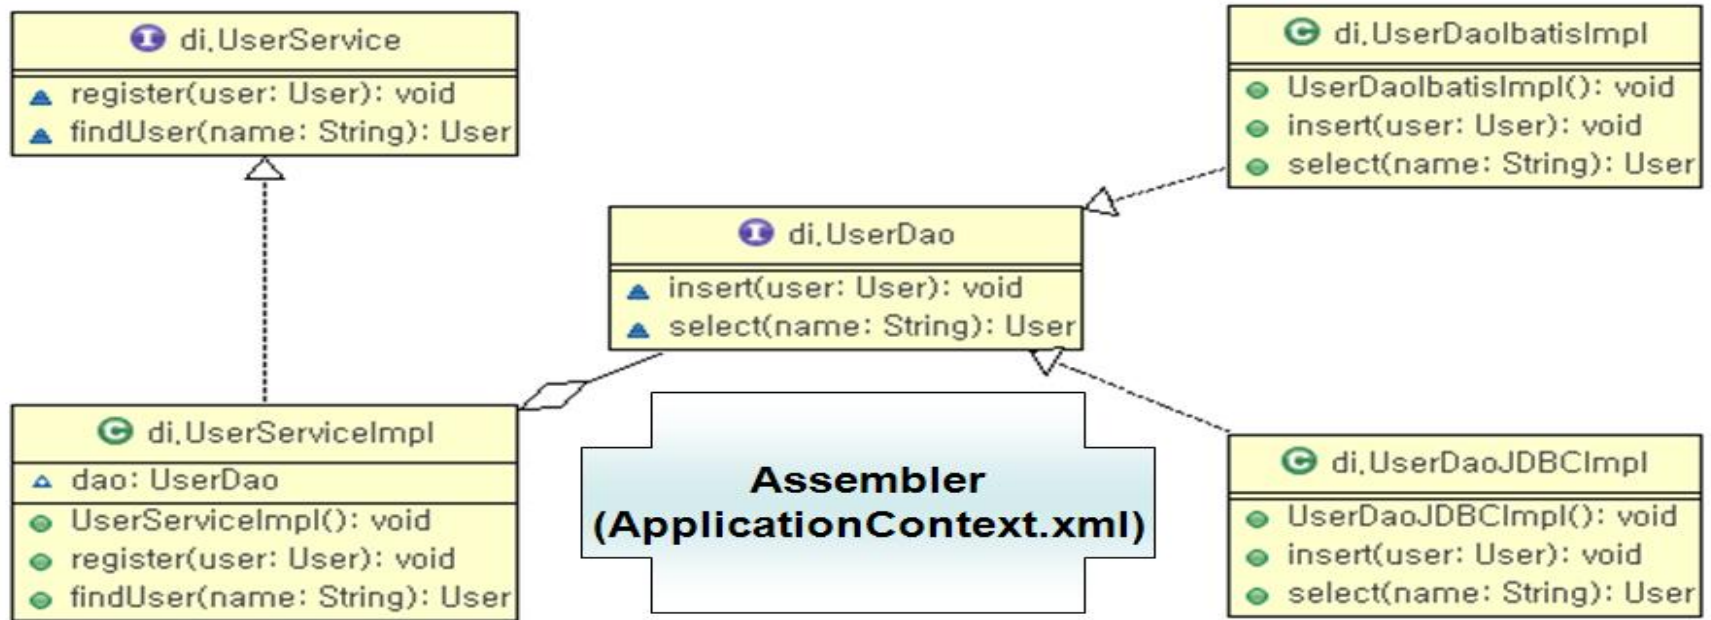 I di.UserService
register(user: User): void
findUser(name: String): User
C di.UserServiceImpl
dao: UserDao
UserServiceImpl(): void
register(user: User): void
findUser(name: String): User
I di.UserDao
insert(user: User): void
select(name: String): User
Assembler
(ApplicationContext.xml)
C di.UserDaoIbatisImpl
UserDaoIbatisImpl(): void
insert(user: User): void
select(name: String): User
C di.UserDaoJDBCImpl
UserDaoJDBCImpl(): void
insert(user: User): void
select(name: String): User